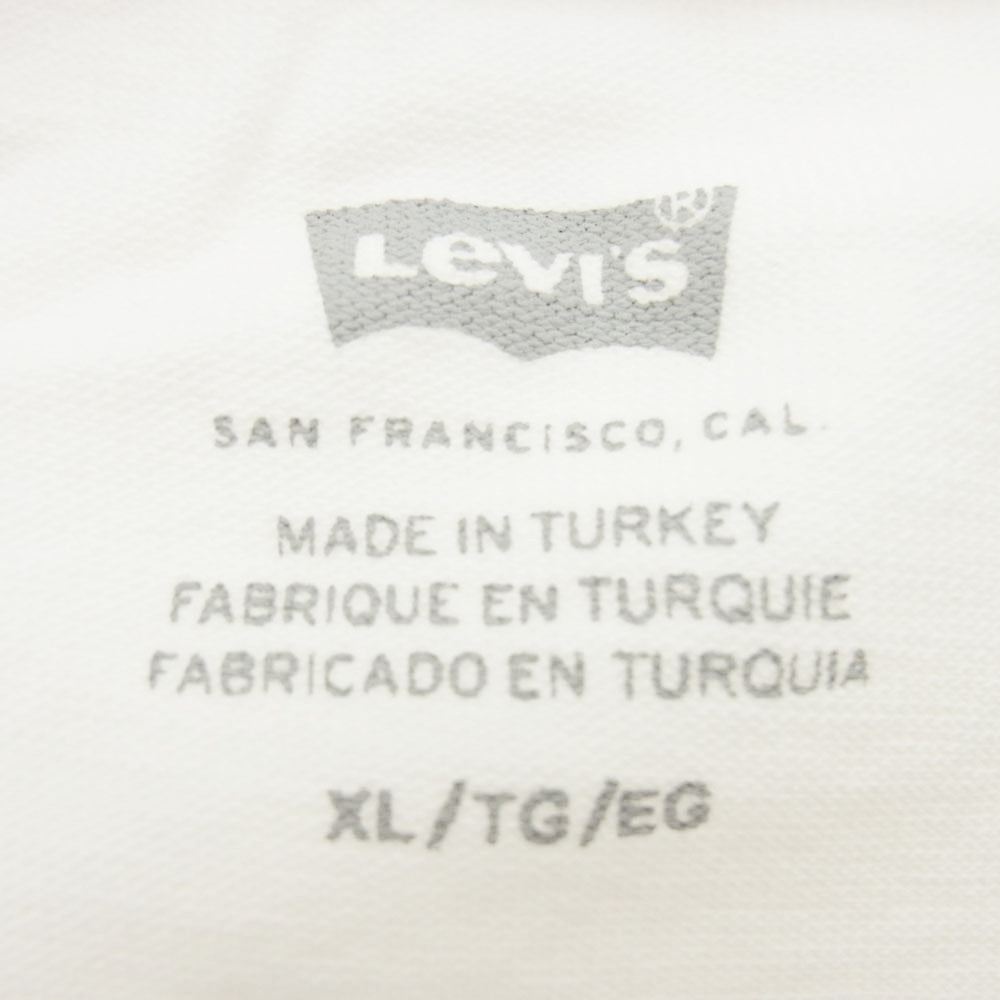 LEVI'S®
SAN FRANCISCO, CAL.
MADE IN TURKEY
FABRIQUE EN TURQUIE
FABRICADO EN TURQUIA
XL/TG/EG